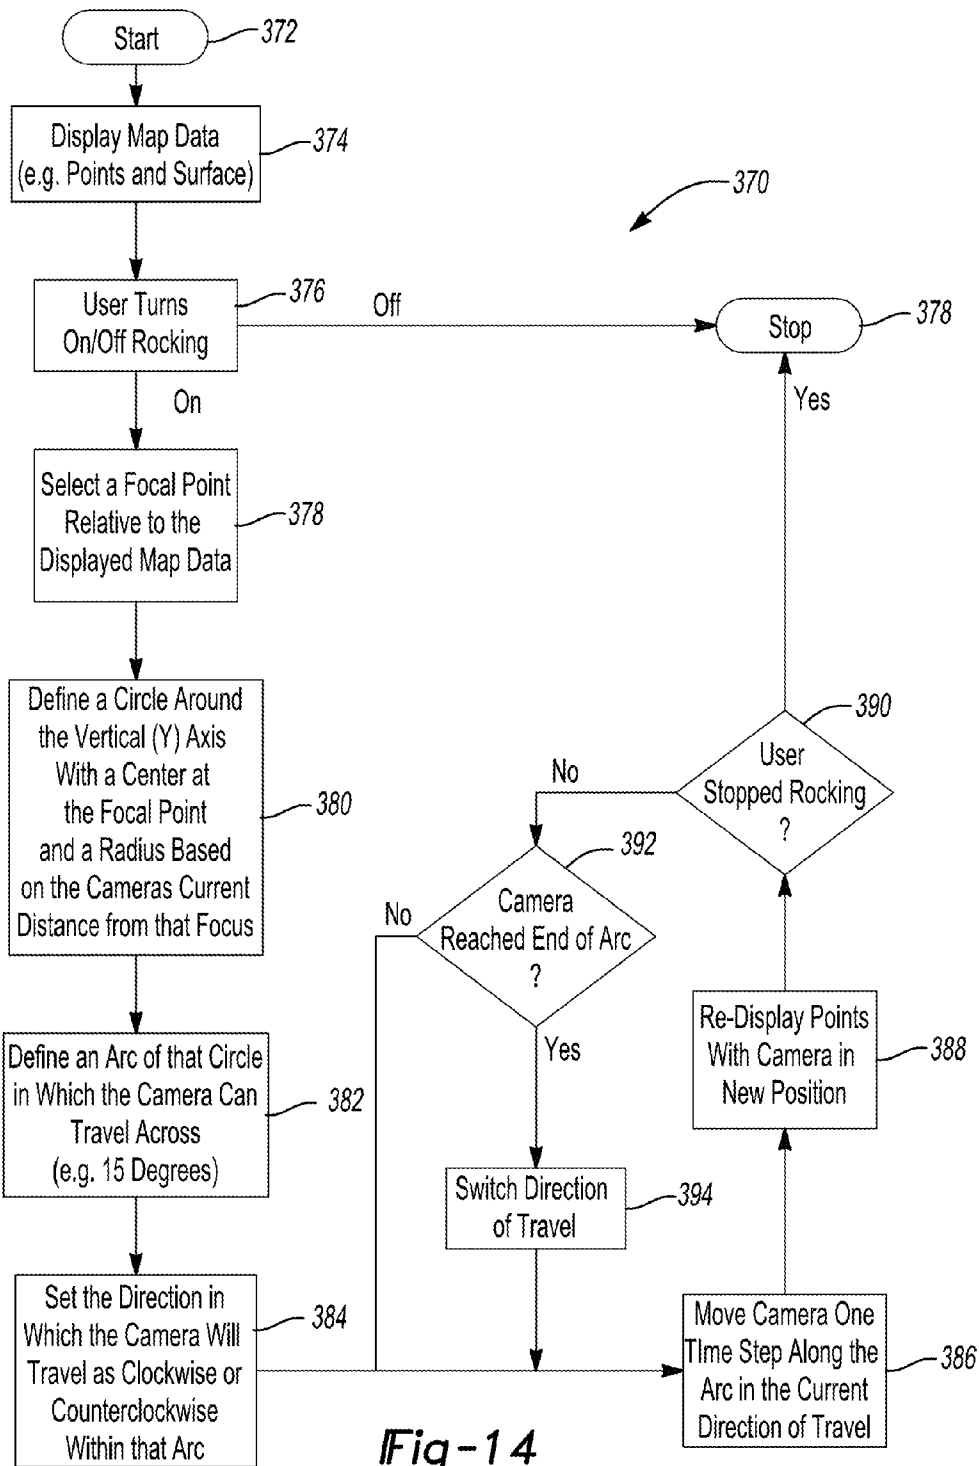 Start
372
Display Map Data
(e.g. Points and Surface)
374
370
User Turns
On/Off Rocking
376
Off
Stop
378
On
Yes
Select a Focal Point
Relative to the
Displayed Map Data
378
Define a Circle Around
the Vertical (Y) Axis
With a Center at
the Focal Point
and a Radius Based
on the Cameras Current
Distance from that Focus
380
390
User
Stopped Rocking
?
No
392
Camera
Reached End of Arc
?
No
Yes
Define an Arc of that Circle
in Which the Camera Can
Travel Across
(e.g. 15 Degrees)
382
Re-Display Points
With Camera in
New Position
388
Switch Direction
of Travel
394
Set the Direction in
Which the Camera Will
Travel as Clockwise or
Counterclockwise
Within that Arc
384
Move Camera One
TIme Step Along the
Arc in the Current
Direction of Travel
386
Fig-14